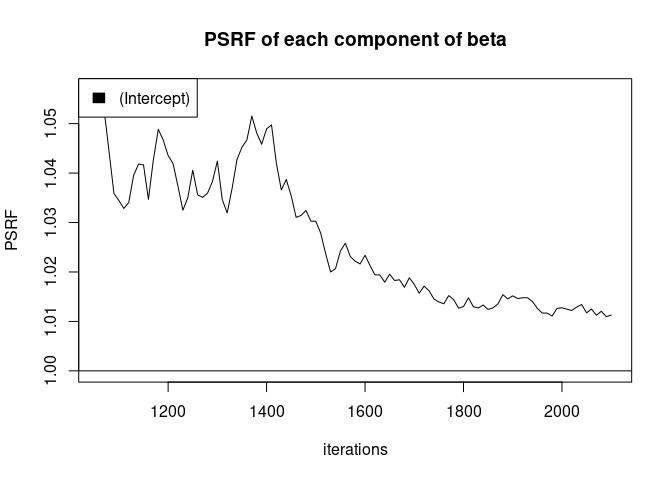 PSRF of each component of beta
(Intercept)
PSRF
1.05
1.04
1.03
1.02
1.01
1.00
1200 1400 1600 1800 2000
iterations